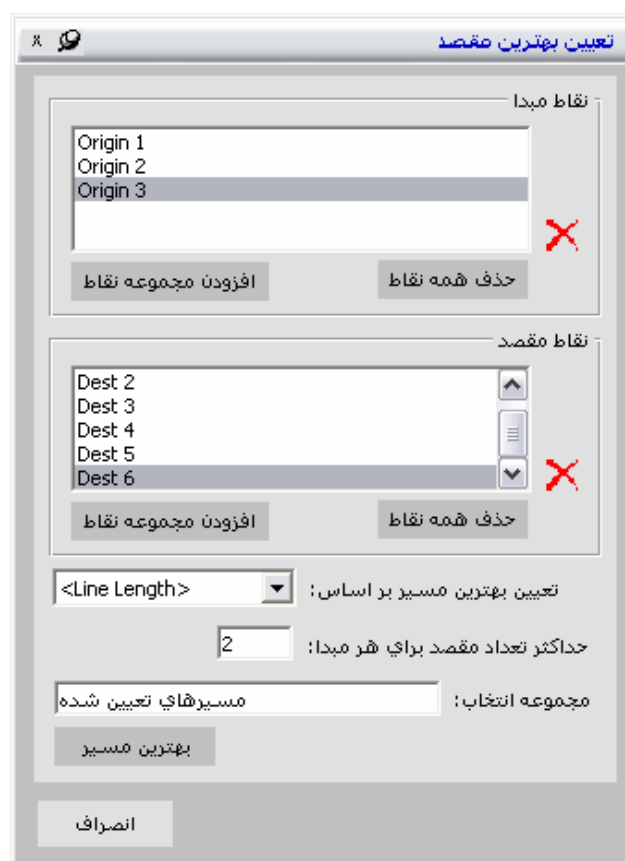 تعيين بهترين مقصد
x
نقاط مبدا
Origin 1
Origin 2
Origin 3
حذف همه نقاط
افزودن مجموعه نقاط
نقاط مقصد
Dest 2
Dest 3
Dest 4
Dest 5
Dest 6
حذف همه نقاط
افزودن مجموعه نقاط
تعيين بهترين مسير بر اساس: <Line Length>
حداكثر تعداد مقصد براي هر مبدا: 2
مجموعه انتخاب: مسيرهاي تعيين شده
بهترين مسير
انصراف